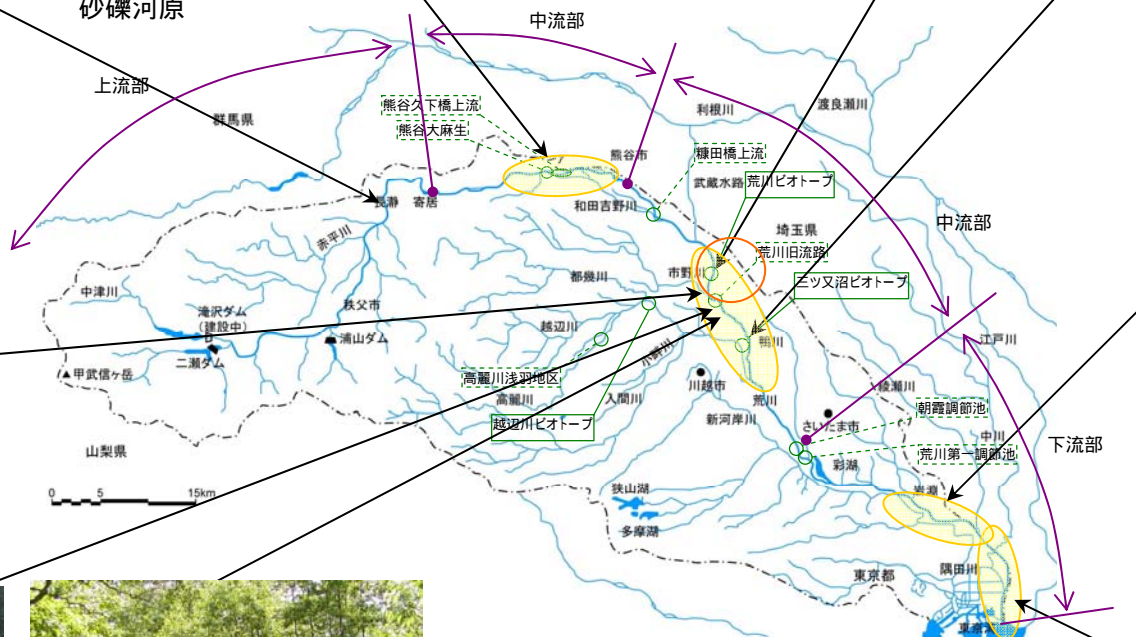 砂礫河原
中流部
上流部
群馬県
熊谷久下橋上流
熊谷大麻生
利根川
渡良瀬川
熊谷市
糠田橋上流
武蔵水路
荒川ビオトープ
長瀞
寄居
和田吉野川
中流部
赤平川
埼玉県
荒川旧流路
市野川
都幾川
三ツ又沼ビオトープ
中津川
滝沢ダム
(建設中)
秩父市
越辺川
浦山ダム
二瀬ダム
鴨川
江戸川
小畔川
甲武信ヶ岳
高麗川浅羽地区
川越市
綾瀬川
高麗川
入間川
荒川
朝霞調節池
越辺川ビオトープ
新河岸川
さいたま市
中川
下流部
山梨県
彩湖
荒川第一調節池
0 5 15km
狭山湖
岩淵
多摩湖
東京都
隅田川